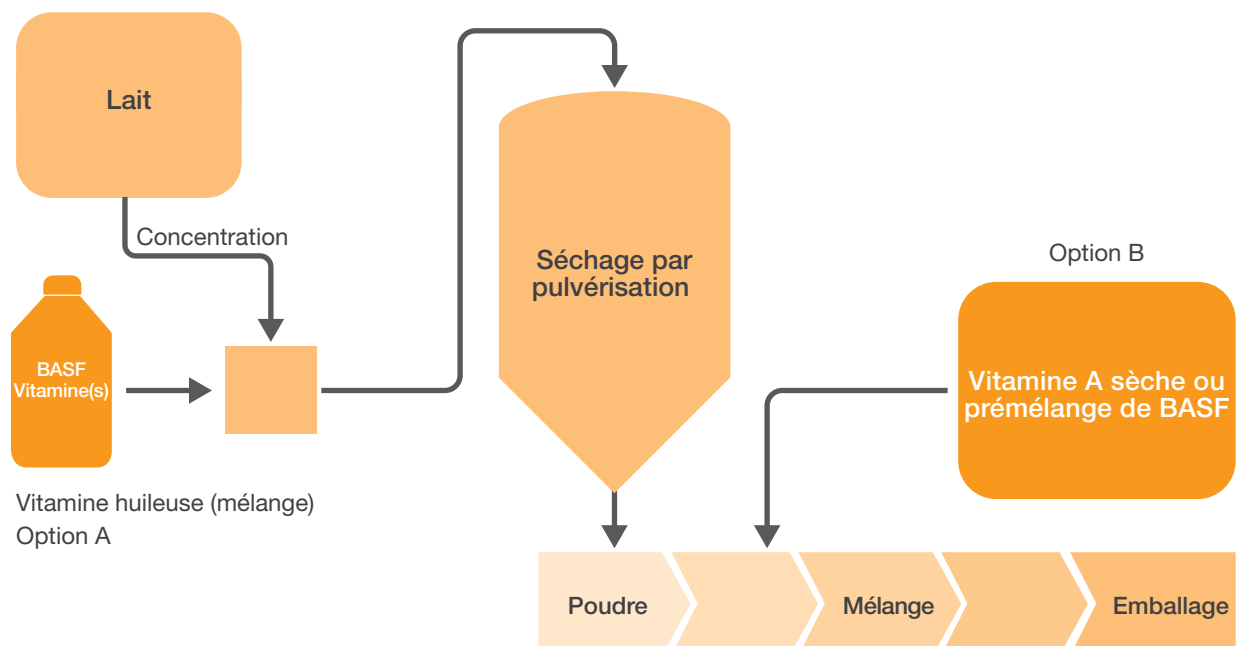 Lait
Concentration
BASF
Vitamine(s)
Vitamine huileuse (mélange)
Option A
Séchage par
pulvérisation
Option B
Vitamine A sèche ou
prémélange de BASF
Poudre
Mélange
Emballage